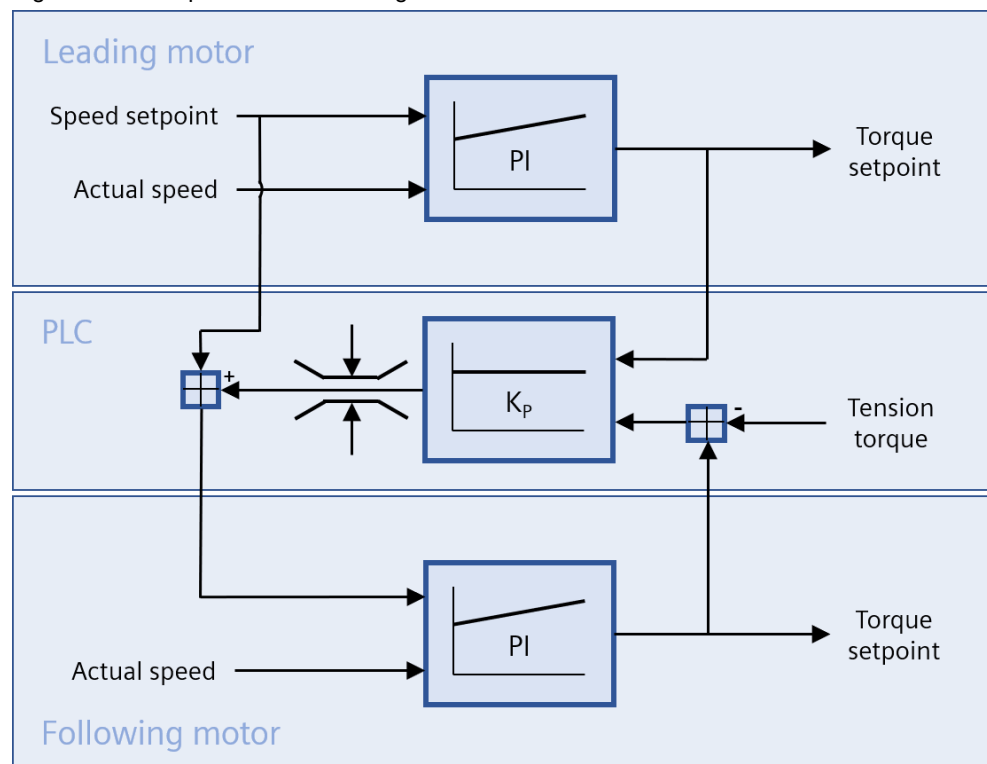 Leading motor
Speed setpoint
Actual speed
PI
Torque
setpoint
PLC
+
K_P
-
Tension
torque
PI
Torque
setpoint
Actual speed
Following motor